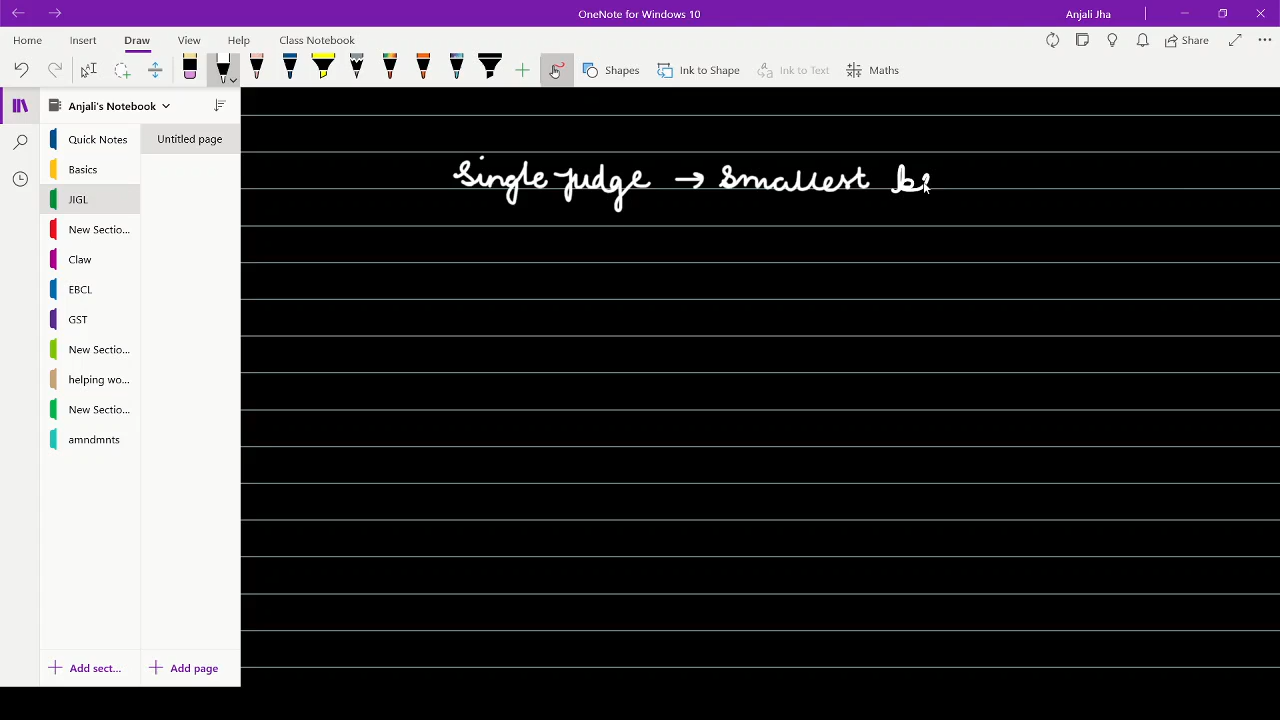 OneNote for Windows 10
Anjali Jha
Home Insert Draw View Help Class Notebook
Share
Shapes Ink to Shape Ink to Text Maths
Anjali's Notebook
Quick Notes
Untitled page
Basics
JIGL
New Sectio...
Claw
EBCL
GST
New Sectio...
helping wo...
New Sectio...
amndmnts
Single judge → Smallest
Add sect...
Add page